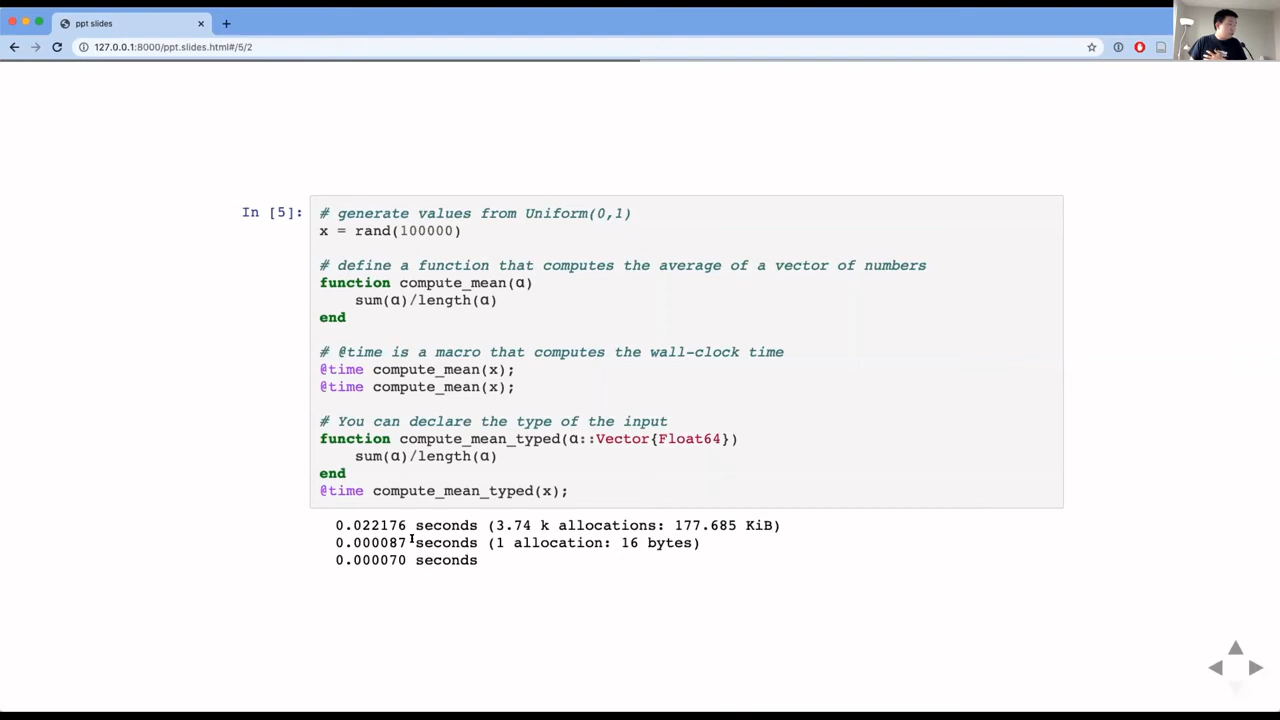 ppt slides
127.0.0.1:8000/ppt.slides.html#/5/2
In [5]:
# generate values from Uniform(0,1)
x = rand(100000)
# define a function that computes the average of a vector of numbers
function compute_mean(α)
    sum(α)/length(α)
end
# @time is a macro that computes the wall-clock time
@time compute_mean(x);
@time compute_mean(x);
# You can declare the type of the input
function compute_mean_typed(α::Vector{Float64})
    sum(α)/length(α)
end
@time compute_mean_typed(x);
0.022176 seconds (3.74 k allocations: 177.685 KiB)
0.000087 seconds (1 allocation: 16 bytes)
0.000070 seconds